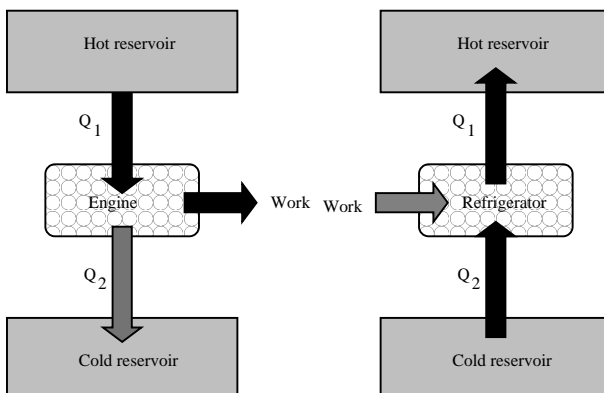 Hot reservoir
Q1
Engine
Work
Q2
Cold reservoir
Hot reservoir
Q1
Work
Refrigerator
Q2
Cold reservoir